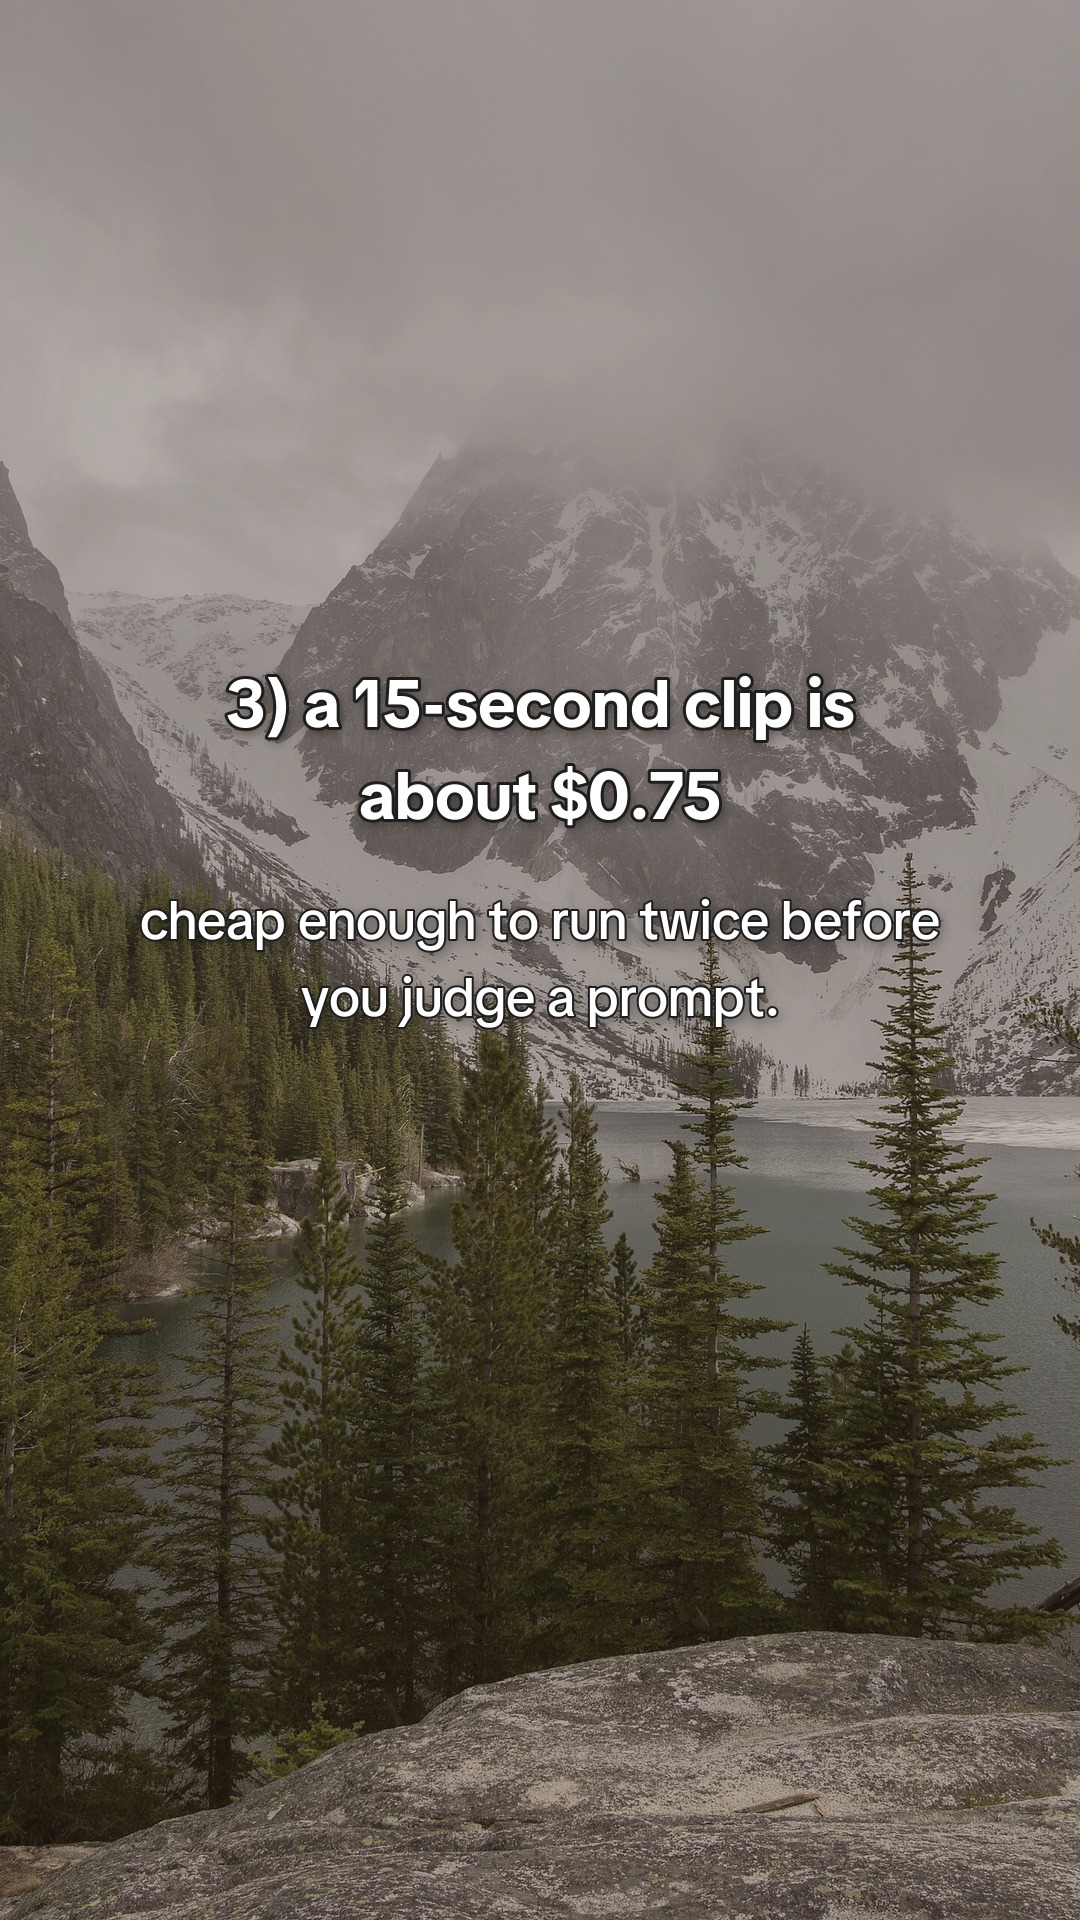 3) a 15-second clip is
about $0.75
cheap enough to run twice before
you judge a prompt.